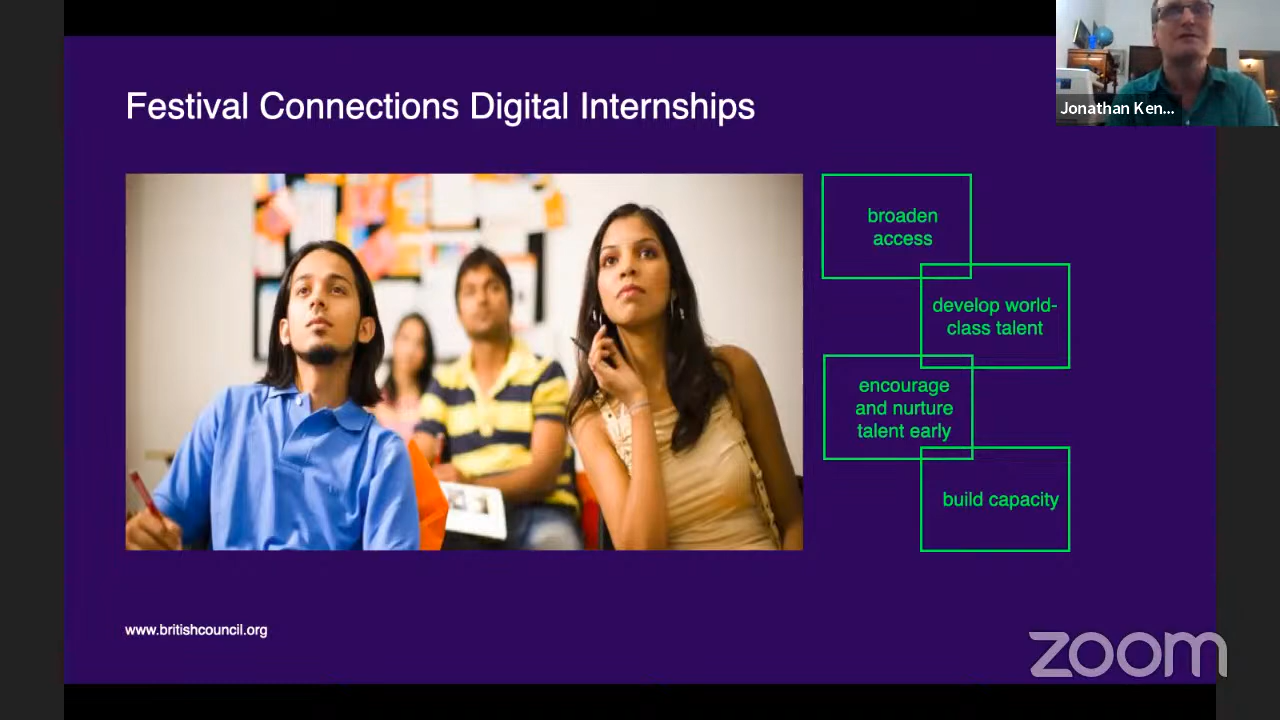 Festival Connections Digital Internships
Jonathan Ken...
broaden
access
develop world-
class talent
encourage
and nurture
talent early
build capacity
www.britishcouncil.org
zoom